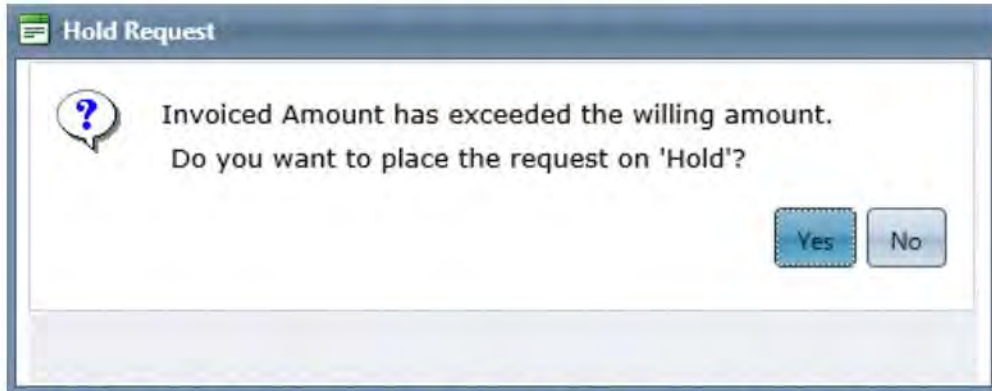 Hold Request
Invoiced Amount has exceeded the willing amount.
Do you want to place the request on 'Hold'?
Yes No